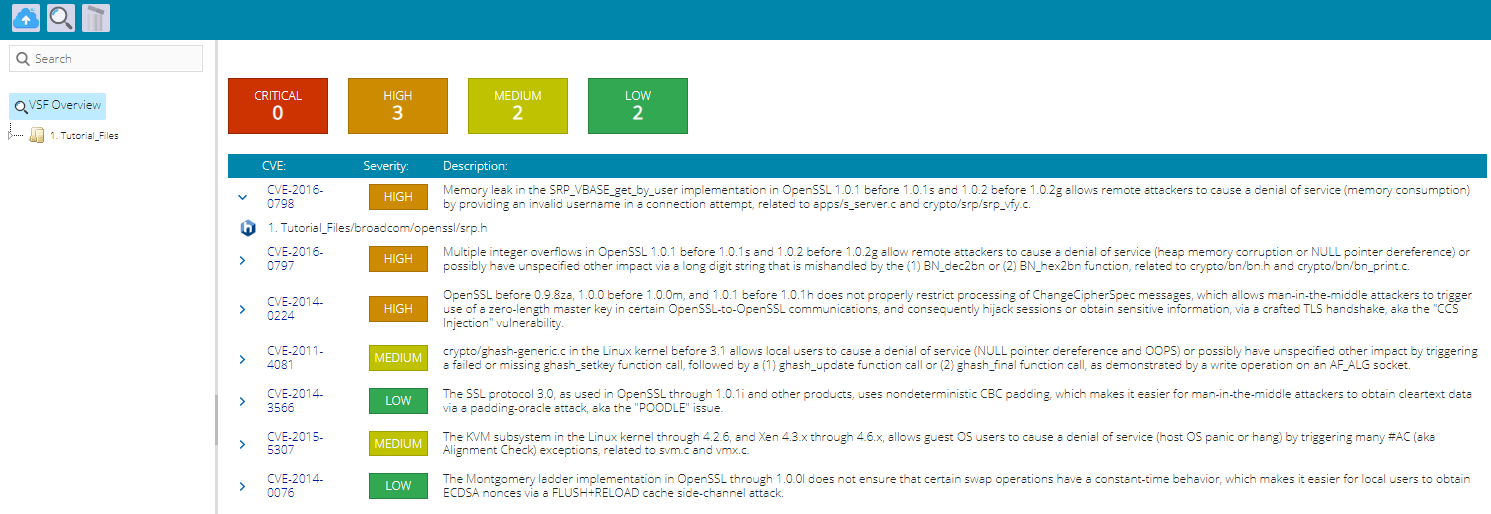 Search
VSF Overview
1. Tutorial_Files
CRITICAL
0
HIGH
3
MEDIUM
2
LOW
2
CVE: Severity: Description:
CVE-2016-
0798
HIGH
Memory leak in the SRP_VBASE_get_by_user implementation in OpenSSL 1.0.1 before 1.0.1s and 1.0.2 before 1.0.2g allows remote attackers to cause a denial of service (memory consumption)
by providing an invalid username in a connection attempt, related to apps/s_server.c and crypto/srp/srp_vfy.c.
1. Tutorial_Files/broadcom/openssl/srp.h
CVE-2016-
0797
HIGH
Multiple integer overflows in OpenSSL 1.0.1 before 1.0.1s and 1.0.2 before 1.0.2g allow remote attackers to cause a denial of service (heap memory corruption or NULL pointer dereference) or
possibly have unspecified other impact via a long digit string that is mishandled by the (1) BN_dec2bn or (2) BN_hex2bn function, related to crypto/bn/bn.h and crypto/bn/bn_print.c.
CVE-2014-
0224
HIGH
OpenSSL before 0.9.8za, 1.0.0 before 1.0.0m, and 1.0.1 before 1.0.1h does not properly restrict processing of ChangeCipherSpec messages, which allows man-in-the-middle attackers to trigger
use of a zero-length master key in certain OpenSSL-to-OpenSSL communications, and consequently hijack sessions or obtain sensitive information, via a crafted TLS handshake, aka the "CCS
Injection" vulnerability.
CVE-2011-
4081
MEDIUM
crypto/ghash-generic.c in the Linux kernel before 3.1 allows local users to cause a denial of service (NULL pointer dereference and OOPS) or possibly have unspecified other impact by triggering
a failed or missing ghash_setkey function call, followed by a (1) ghash_update function call or (2) ghash_final function call, as demonstrated by a write operation on an AF_ALG socket.
CVE-2014-
3566
LOW
The SSL protocol 3.0, as used in OpenSSL through 1.0.1i and other products, uses nondeterministic CBC padding, which makes it easier for man-in-the-middle attackers to obtain cleartext data
via a padding-oracle attack, aka the "POODLE" issue.
CVE-2015-
5307
MEDIUM
The KVM subsystem in the Linux kernel through 4.2.6, and Xen 4.3.x through 4.6.x, allows guest OS users to cause a denial of service (host OS panic or hang) by triggering many #AC (aka
Alignment Check) exceptions, related to svm.c and vmx.c.
CVE-2014-
0076
LOW
The Montgomery ladder implementation in OpenSSL through 1.0.0l does not ensure that certain swap operations have a constant-time behavior, which makes it easier for local users to obtain
ECDSA nonces via a FLUSH+RELOAD cache side-channel attack.